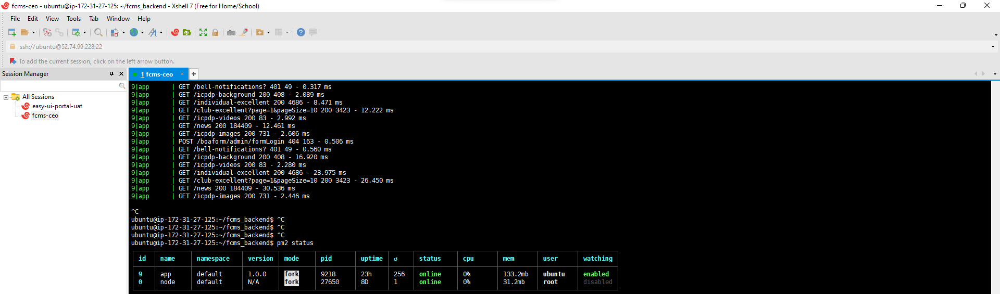 fcms-ceo - ubuntu@ip-172-31-27-125: ~/fcms_backend - Xshell 7 (Free for Home/School)
File Edit View Tools Tab Window Help
ssh://ubuntu@52.74.99.228:22
To add the current session, click on the left arrow button.
Session Manager
1 fcms-ceo × +
All Sessions
easy-ui-portal-uat
fcms-ceo
9|app | GET /bell-notifications? 401 49 - 0.317 ms
9|app | GET /icpdp-background 200 408 - 2.089 ms
9|app | GET /individual-excellent 200 4686 - 8.471 ms
9|app | GET /club-excellent?page=1&pageSize=10 200 3423 - 12.222 ms
9|app | GET /icpdp-videos 200 83 - 2.992 ms
9|app | GET /news 200 184409 - 12.461 ms
9|app | GET /icpdp-images 200 731 - 2.606 ms
9|app | POST /boaform/admin/formLogin 404 163 - 0.506 ms
9|app | GET /bell-notifications? 401 49 - 0.560 ms
9|app | GET /icpdp-background 200 408 - 16.920 ms
9|app | GET /icpdp-videos 200 83 - 2.280 ms
9|app | GET /individual-excellent 200 4686 - 23.975 ms
9|app | GET /club-excellent?page=1&pageSize=10 200 3423 - 26.450 ms
9|app | GET /news 200 184409 - 30.536 ms
9|app | GET /icpdp-images 200 731 - 2.446 ms
^C
ubuntu@ip-172-31-27-125:~/fcms_backend$ ^C
ubuntu@ip-172-31-27-125:~/fcms_backend$ ^C
ubuntu@ip-172-31-27-125:~/fcms_backend$ ^C
ubuntu@ip-172-31-27-125:~/fcms_backend$ pm2 status
id name namespace version mode pid uptime ↺ status cpu mem user watching
9 app default 1.0.0 fork 9218 23h 256 online 0% 133.2mb ubuntu enabled
0 node default N/A fork 27650 8D 1 online 0% 31.2mb root disabled